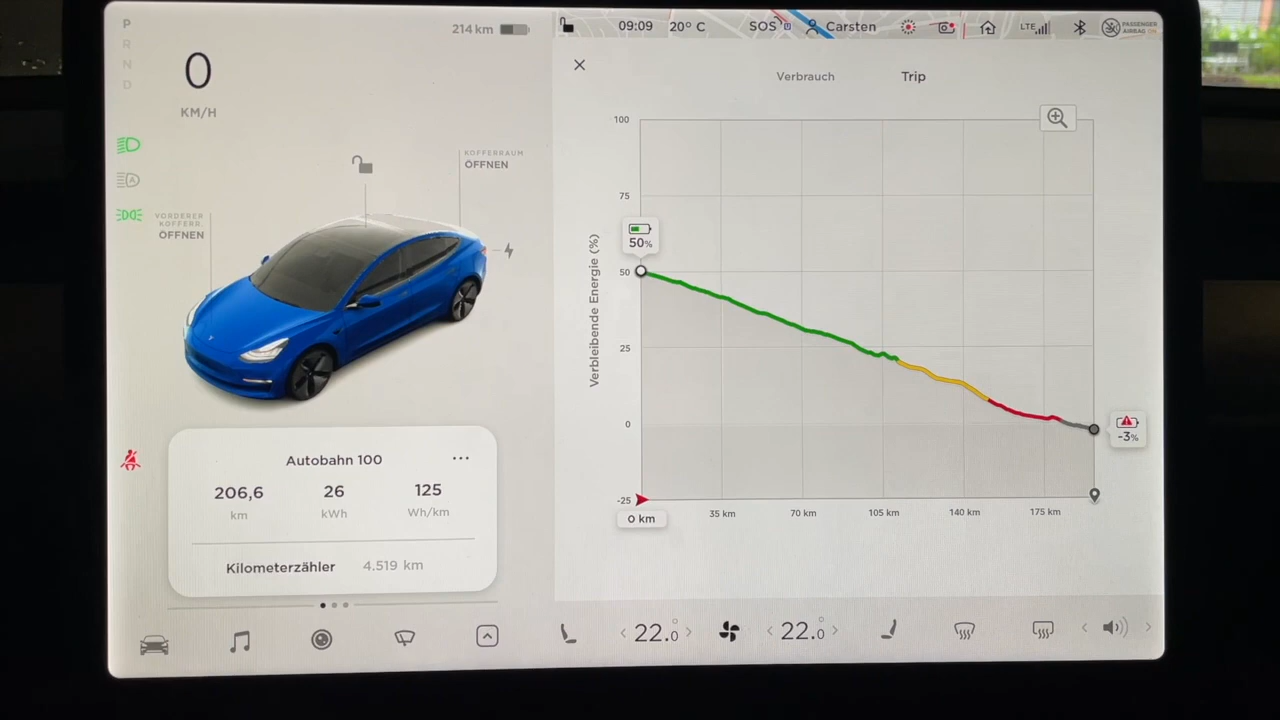 P
R
N
D
0
KM/H
214 km
09:09 20° C SOS Carsten LTE PASSENGER
AIRBAG ON
KOFFERRAUM
ÖFFNEN
VORDERER
KOFFERR.
ÖFFNEN
Autobahn 100 ...
206,6 26 125
km kWh Wh/km
Kilometerzähler 4.519 km
Verbrauch Trip
Verbleibende Energie (%)
100
75
50%
50
25
0
-3%
-25
0 km 35 km 70 km 105 km 140 km 175 km
22.0 22.0